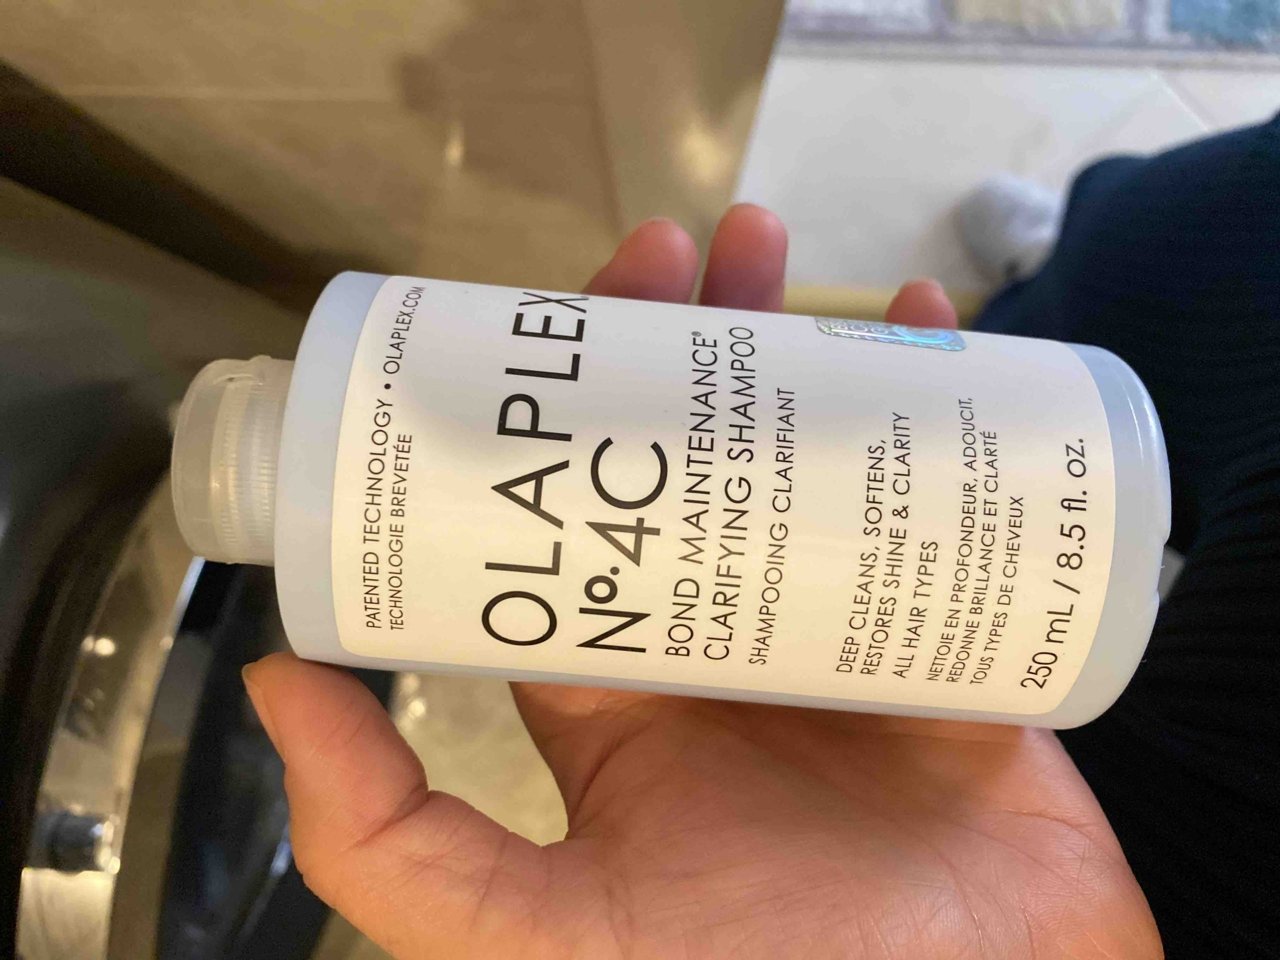 PATENTED TECHNOLOGY • OLAPLEX.COM
TECHNOLOGIE BREVETÉE
OLAPLEX
Nº.4C
BOND MAINTENANCE®
CLARIFYING SHAMPOO
SHAMPOOING CLARIFIANT
DEEP CLEANS, SOFTENS,
RESTORES SHINE & CLARITY
ALL HAIR TYPES
NETTOIE EN PROFONDEUR, ADOUCIT,
REDONNE BRILLANCE ET CLARTÉ
TOUS TYPES DE CHEVEUX
250 mL / 8.5 fl. oz.